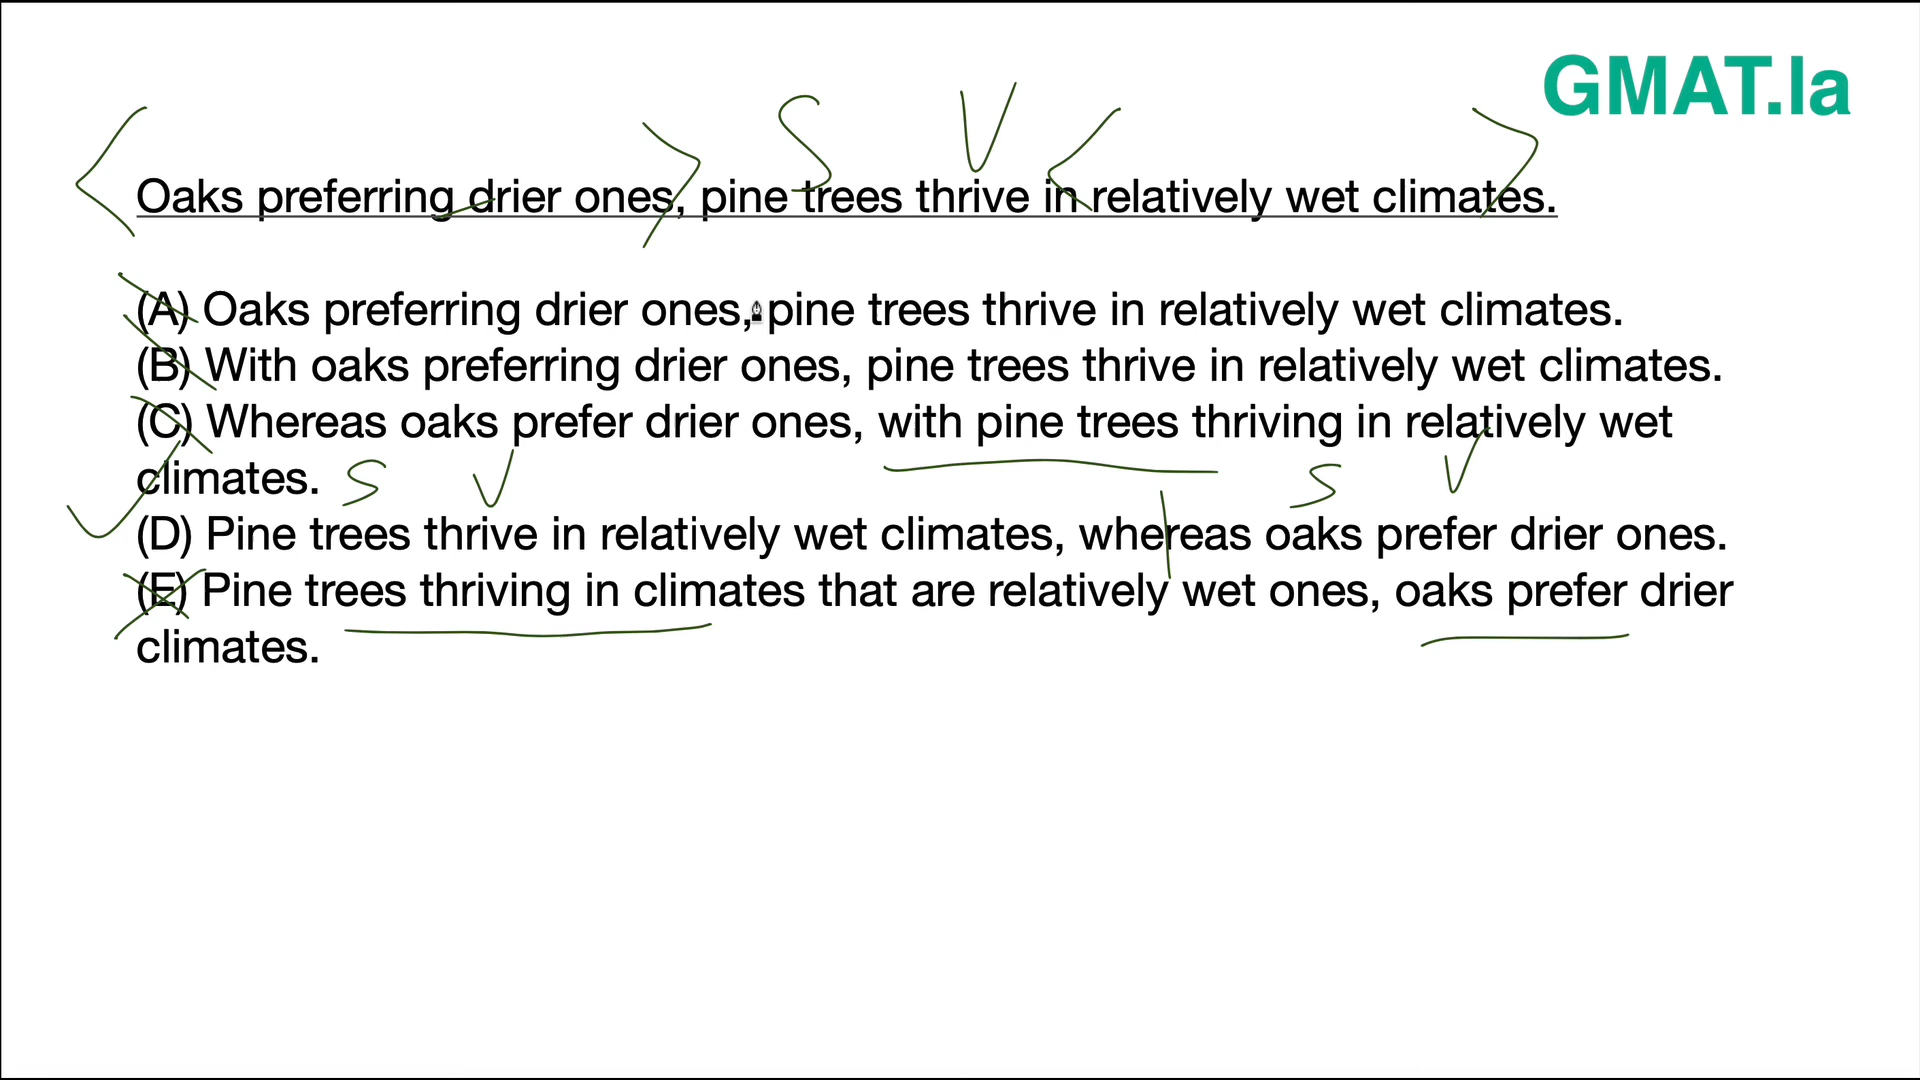 GMAT.la
S V
Oaks preferring drier ones, pine trees thrive in relatively wet climates.
(A) Oaks preferring drier ones, pine trees thrive in relatively wet climates.
(B) With oaks preferring drier ones, pine trees thrive in relatively wet climates.
(C) Whereas oaks prefer drier ones, with pine trees thriving in relatively wet
climates.
S V S V
(D) Pine trees thrive in relatively wet climates, whereas oaks prefer drier ones.
(E) Pine trees thriving in climates that are relatively wet ones, oaks prefer drier
climates.